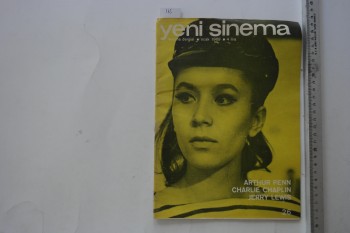 yeni sinema
ARTHUR PENN
CHARLIE CHAPLIN
JERRY LEWIS